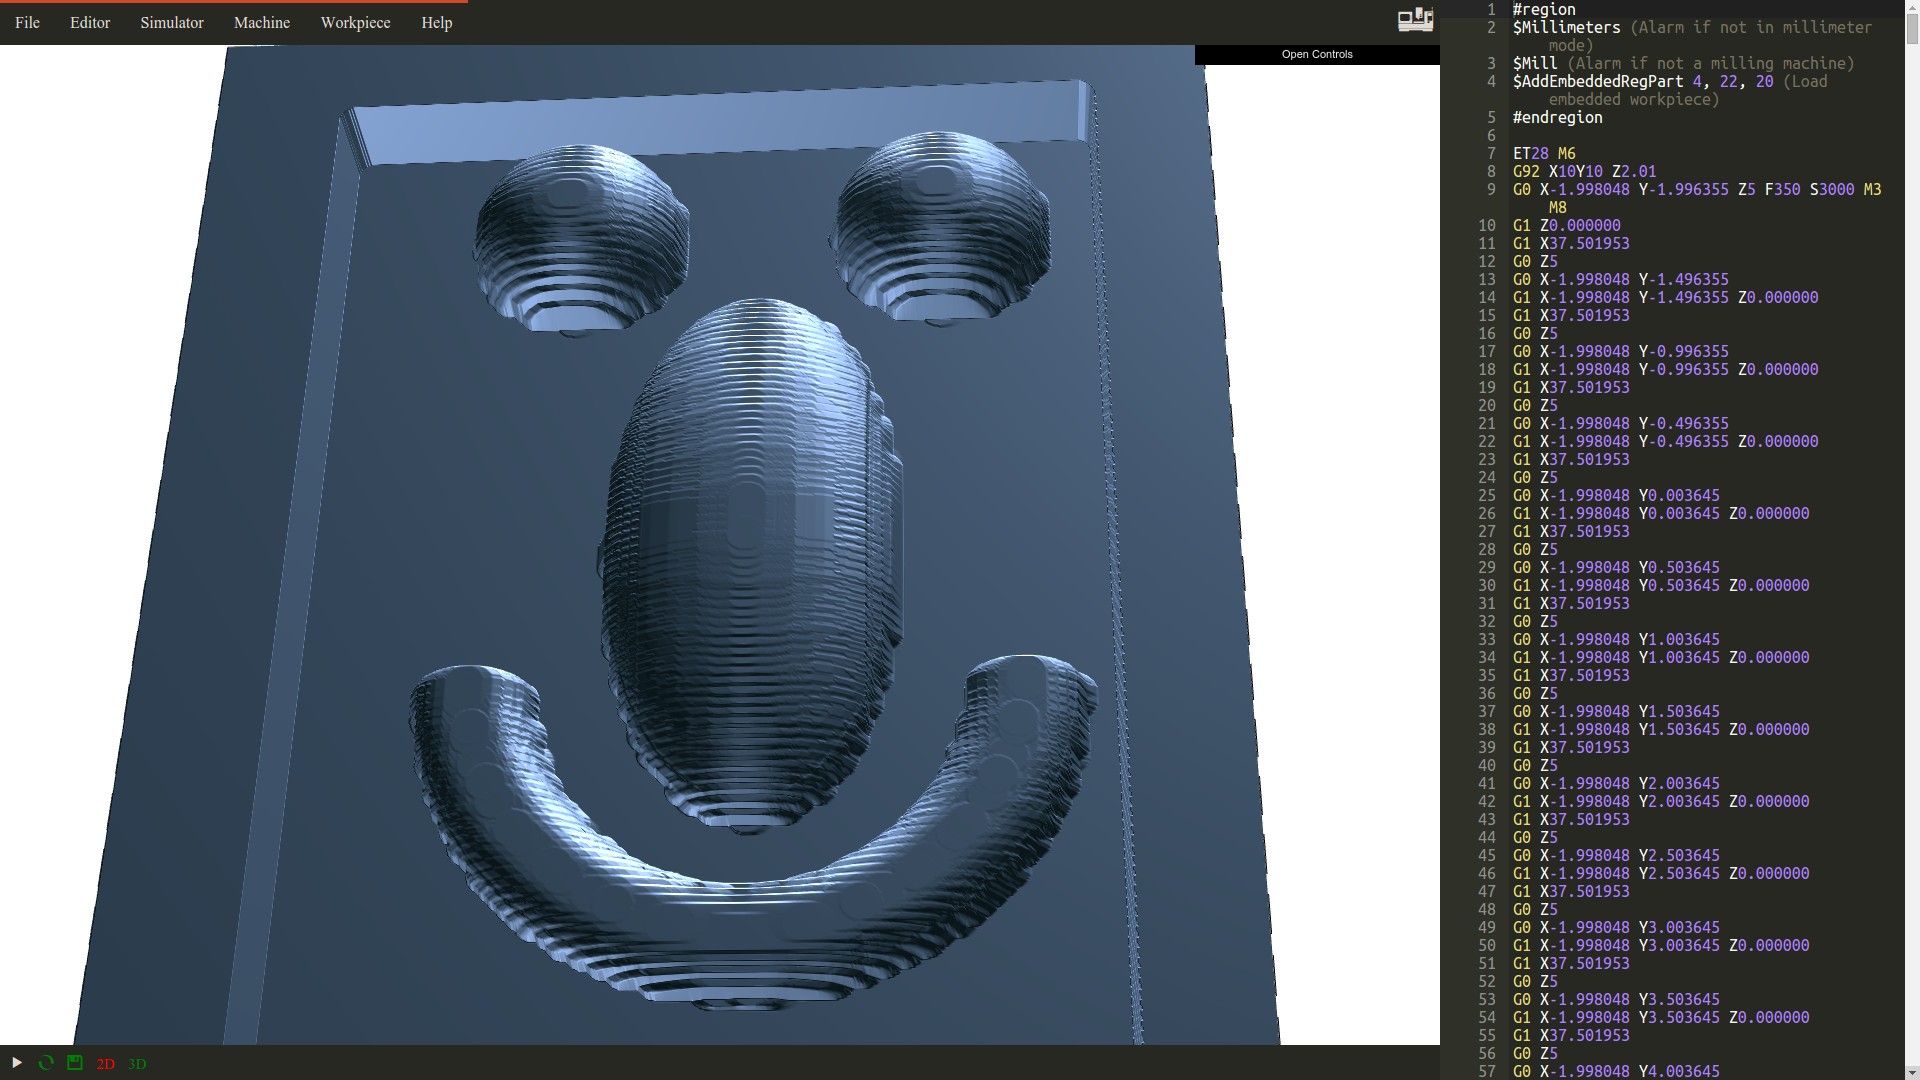 File Editor Simulator Machine Workpiece Help
Open Controls
1 #region
2 $Millimeters (Alarm if not in millimeter
mode)
3 $Mill (Alarm if not a milling machine)
4 $AddEmbeddedRegPart 4, 22, 20 (Load
embedded workpiece)
5 #endregion
6
7 ET28 M6
8 G92 X10Y10 Z2.01
9 G0 X-1.998048 Y-1.996355 Z5 F350 S3000 M3
M8
10 G1 Z0.000000
11 G1 X37.501953
12 G0 Z5
13 G0 X-1.998048 Y-1.496355
14 G1 X-1.998048 Y-1.496355 Z0.000000
15 G1 X37.501953
16 G0 Z5
17 G0 X-1.998048 Y-0.996355
18 G1 X-1.998048 Y-0.996355 Z0.000000
19 G1 X37.501953
20 G0 Z5
21 G0 X-1.998048 Y-0.496355
22 G1 X-1.998048 Y-0.496355 Z0.000000
23 G1 X37.501953
24 G0 Z5
25 G0 X-1.998048 Y0.003645
26 G1 X-1.998048 Y0.003645 Z0.000000
27 G1 X37.501953
28 G0 Z5
29 G0 X-1.998048 Y0.503645
30 G1 X-1.998048 Y0.503645 Z0.000000
31 G1 X37.501953
32 G0 Z5
33 G0 X-1.998048 Y1.003645
34 G1 X-1.998048 Y1.003645 Z0.000000
35 G1 X37.501953
36 G0 Z5
37 G0 X-1.998048 Y1.503645
38 G1 X-1.998048 Y1.503645 Z0.000000
39 G1 X37.501953
40 G0 Z5
41 G0 X-1.998048 Y2.003645
42 G1 X-1.998048 Y2.003645 Z0.000000
43 G1 X37.501953
44 G0 Z5
45 G0 X-1.998048 Y2.503645
46 G1 X-1.998048 Y2.503645 Z0.000000
47 G1 X37.501953
48 G0 Z5
49 G0 X-1.998048 Y3.003645
50 G1 X-1.998048 Y3.003645 Z0.000000
51 G1 X37.501953
52 G0 Z5
53 G0 X-1.998048 Y3.503645
54 G1 X-1.998048 Y3.503645 Z0.000000
55 G1 X37.501953
56 G0 Z5
57 G0 X-1.998048 Y4.003645
2D 3D